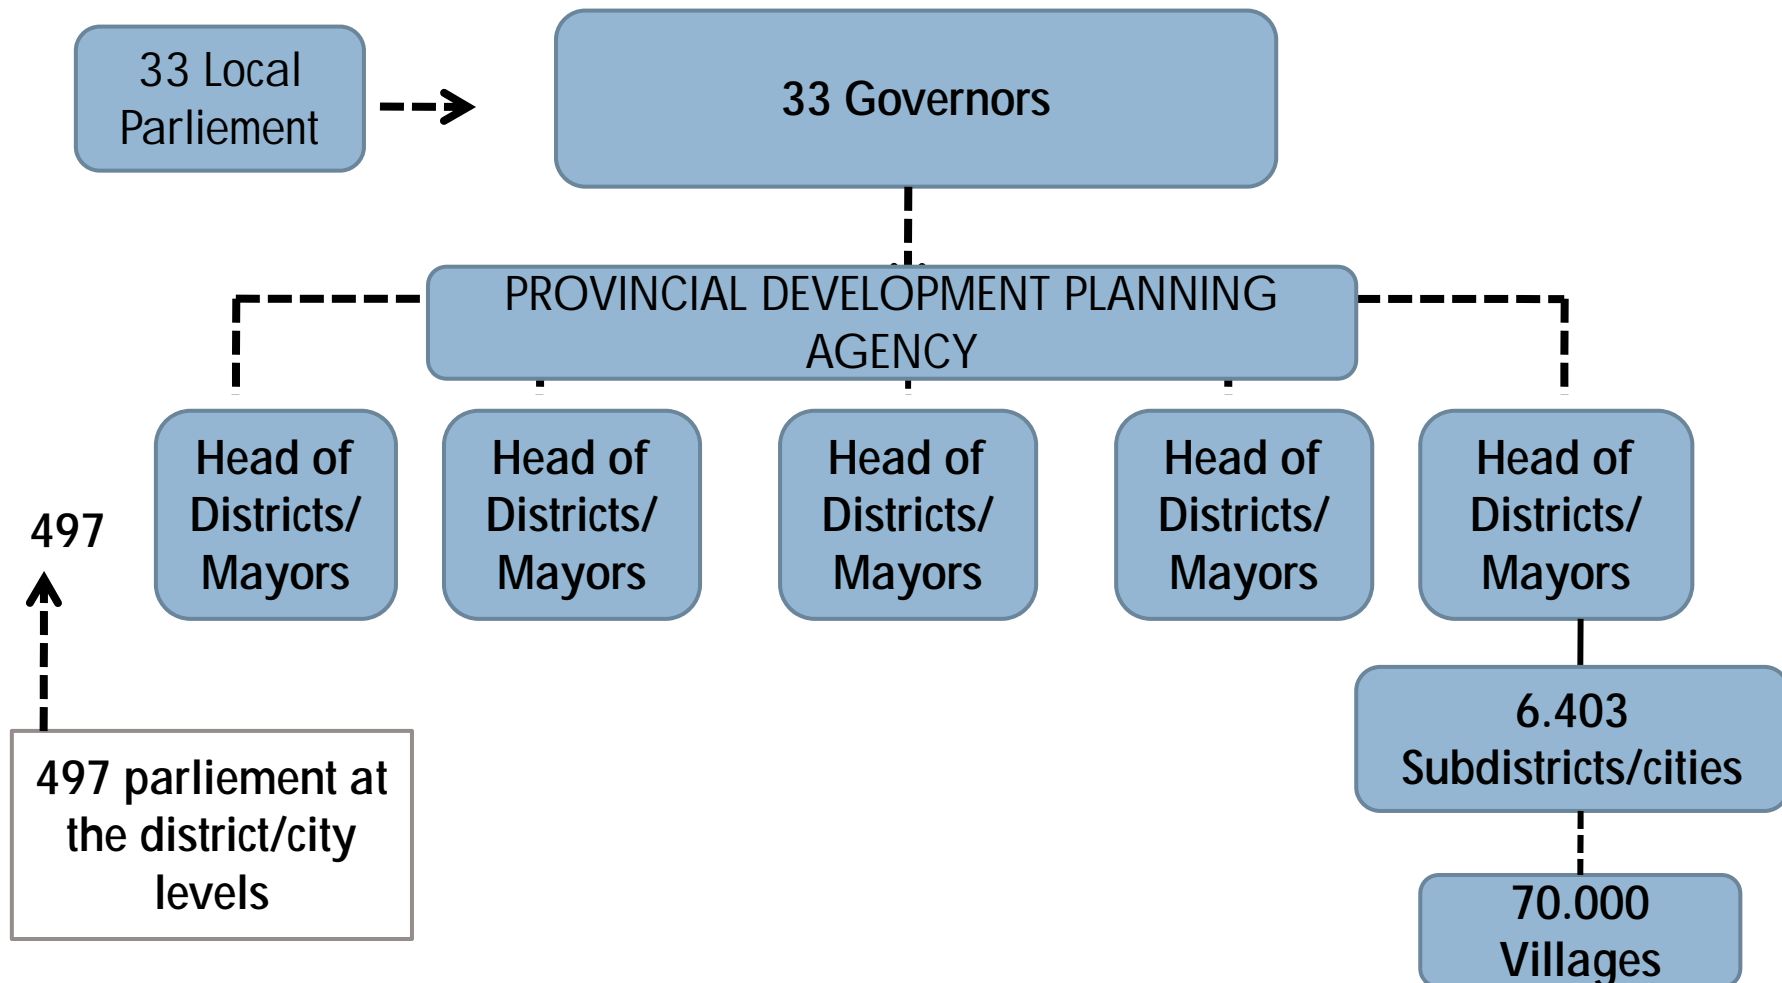 33 Local
Parliement
33 Governors
PROVINCIAL DEVELOPMENT PLANNING
AGENCY
Head of
Districts/
Mayors
Head of
Districts/
Mayors
Head of
Districts/
Mayors
Head of
Districts/
Mayors
Head of
Districts/
Mayors
497
497 parliement at
the district/city
levels
6.403
Subdistricts/cities
70.000
Villages